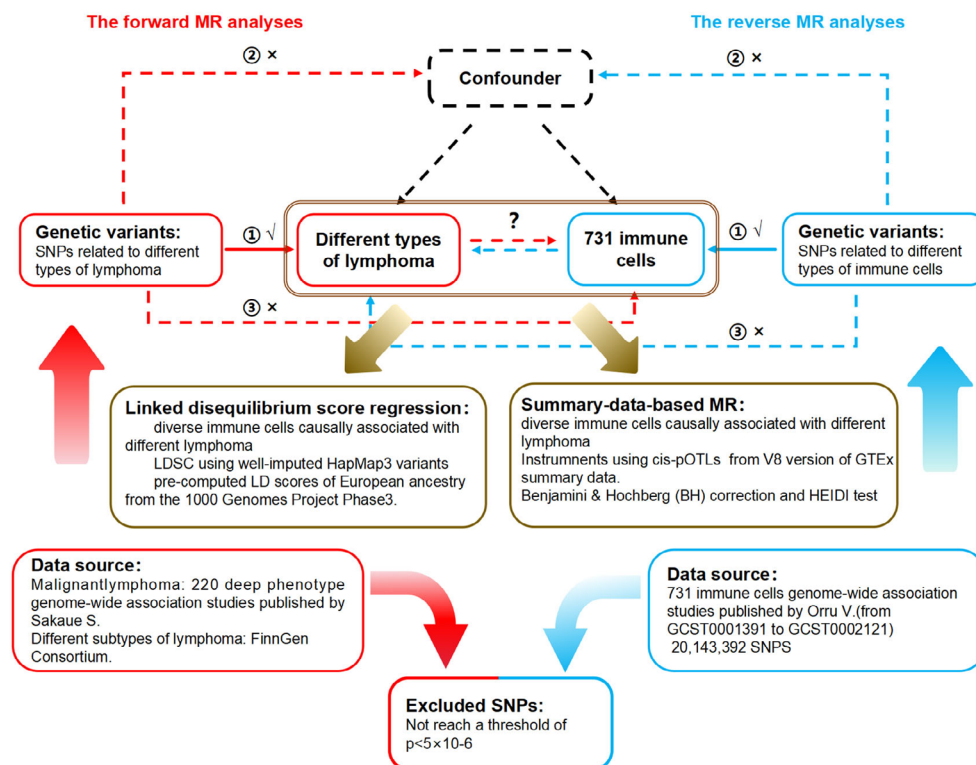 The forward MR analyses
The reverse MR analyses
② ×
② ×
Confounder
Genetic variants:
SNPs related to different
types of lymphoma
① √
Different types
of lymphoma
?
731 immune
cells
① √
Genetic variants:
SNPs related to different
types of immune cells
③ ×
③ ×
Linked disequilibrium score regression:
diverse immune cells causally associated with
different lymphoma
LDSC using well-imputed HapMap3 variants
pre-computed LD scores of European ancestry
from the 1000 Genomes Project Phase3.
Summary-data-based MR:
diverse immune cells causally associated with different
lymphoma
Instrumnents using cis-pOTLs from V8 version of GTEx
summary data.
Benjamini & Hochberg (BH) correction and HEIDI test
Data source:
Malignantlymphoma: 220 deep phenotype
genome-wide association studies published by
Sakaue S.
Different subtypes of lymphoma: FinnGen
Consortium.
Data source:
731 immune cells genome-wide association
studies published by Orru V.(from
GCST0001391 to GCST0002121)
20,143,392 SNPS
Excluded SNPs:
Not reach a threshold of
p<5×10-6